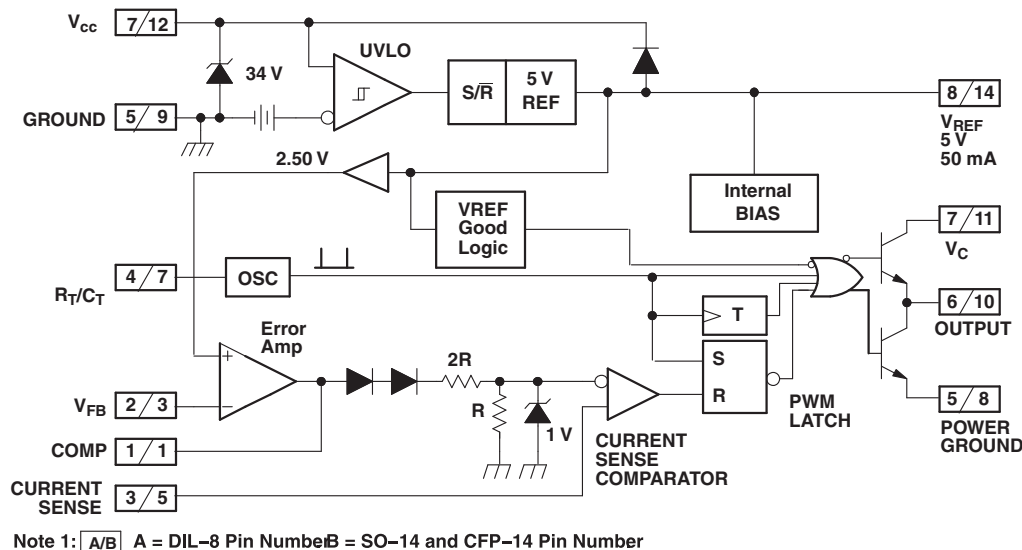 Vcc 7/12
UVLO
34 V
S/R̅
5 V
REF
8/14
VREF
5 V
50 mA
GROUND 5/9
2.50 V
VREF
Good
Logic
Internal
BIAS
7/11
VC
4/7
RT/CT
OSC
T
6/10
OUTPUT
Error
Amp
2R
S
R
PWM
LATCH
+
−
R
1 V
VFB 2/3
COMP 1/1
CURRENT
SENSE
COMPARATOR
5/8
POWER
GROUND
CURRENT
SENSE
3/5
Note 1: A/B A = DIL–8 Pin NumberB = SO–14 and CFP–14 Pin Number